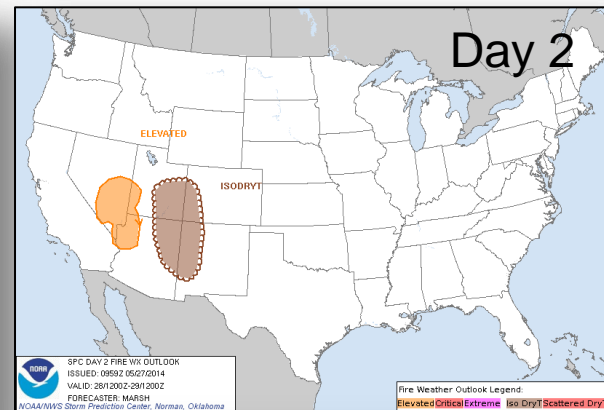 Day 2
ELEVATED
ISODRYT
NOAA
SPC DAY 2 FIRE WX OUTLOOK
ISSUED: 0959Z 05/27/2014
VALID: 28/1200Z-29/1200Z
FORECASTER: MARSH
NOAA/NWS Storm Prediction Center, Norman, Oklahoma
Fire Weather Outlook Legend:
Elevated Critical Extreme Iso DryT Scattered DryT